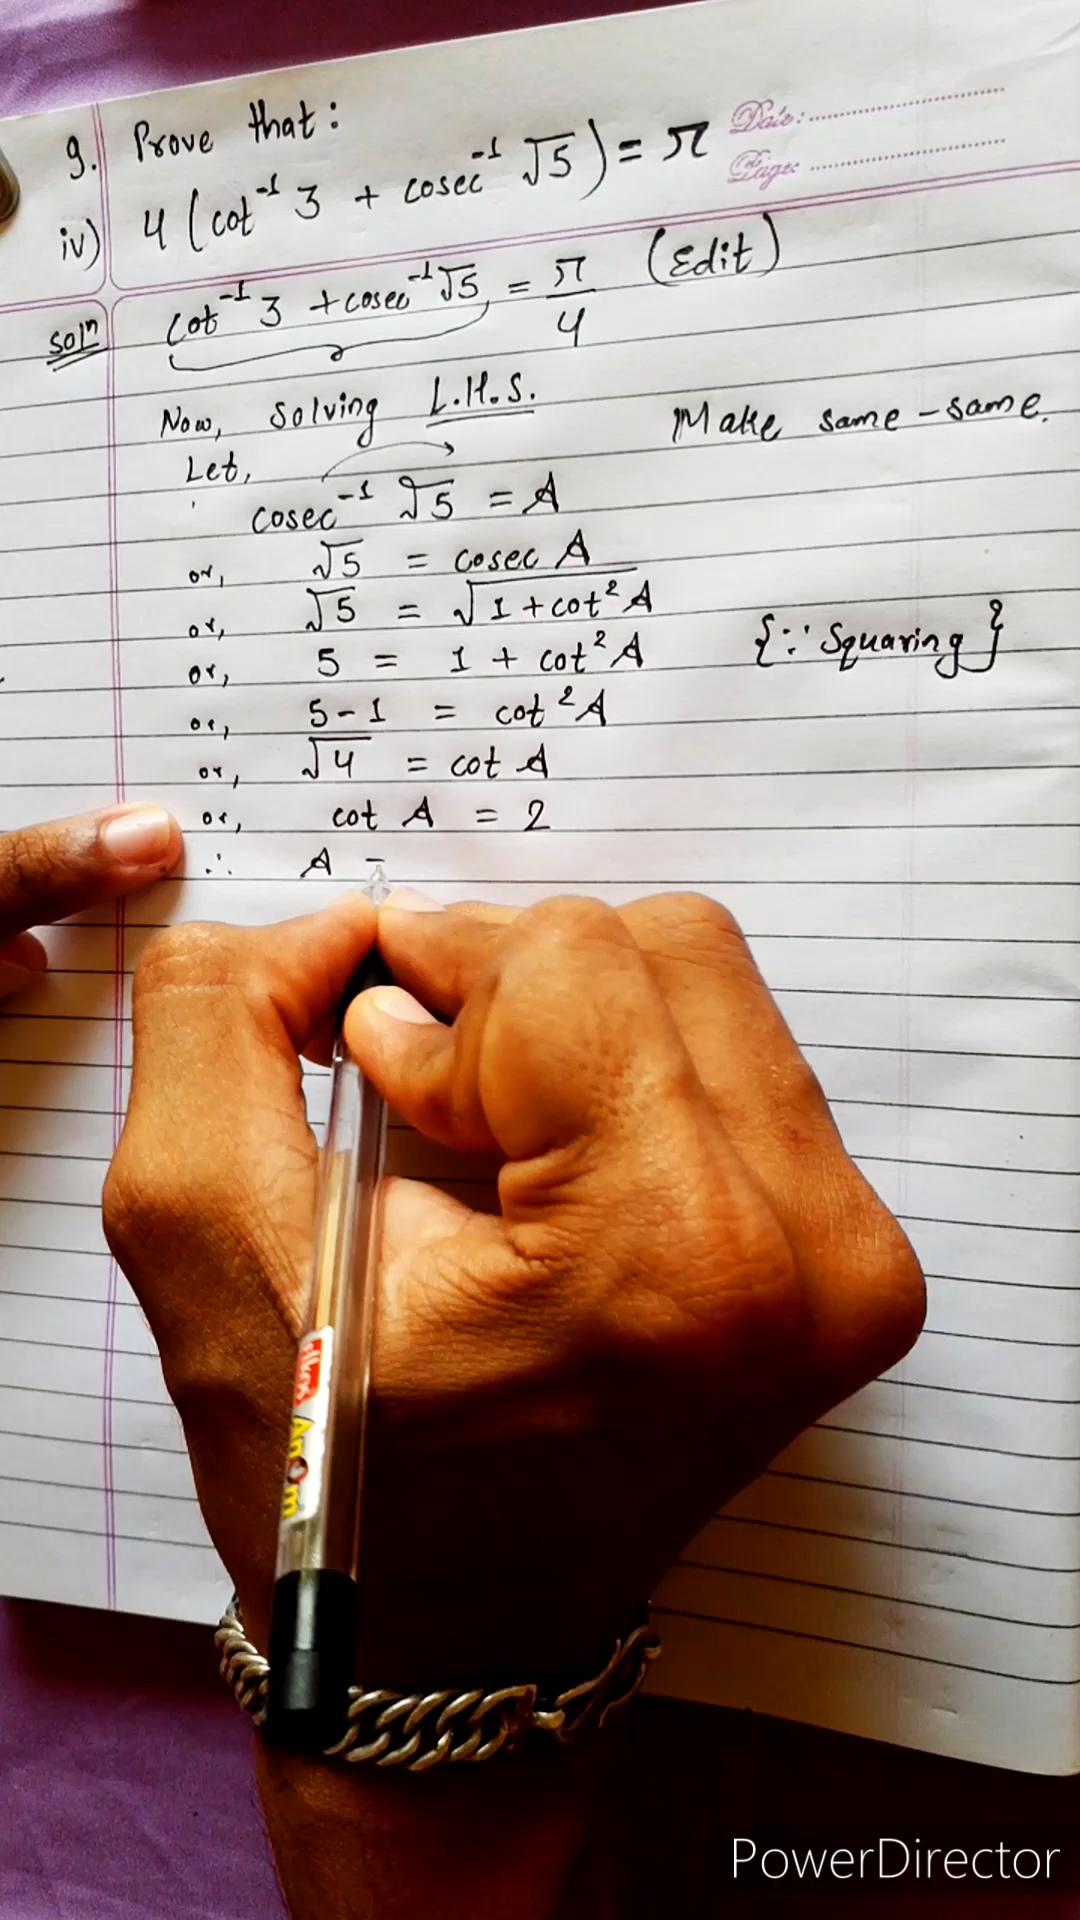 9. Prove that:
Date:
Page:
iv) 4 (cot⁻¹ 3 + cosec⁻¹ √5) = π
soln cot⁻¹ 3 + cosec⁻¹ √5 = π/4 (Edit)
Now, Solving L.H.S.
Make same-same.
Let,
cosec⁻¹ √5 = A
or, √5 = cosec A
or, √5 = √1 + cot² A
or, 5 = 1 + cot² A {∵ Squaring}
or, 5-1 = cot² A
or, √4 = cot A
or, cot A = 2
∴ A =
PowerDirector